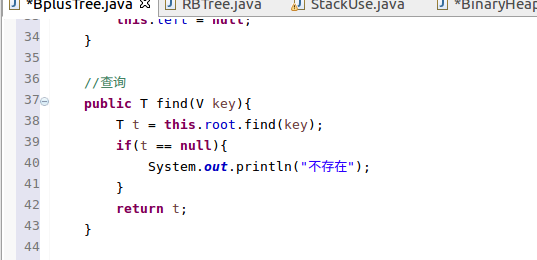 *BplusTree.java RBTree.java StackUse.java *BinaryHeap
this.left = null;
34 }
35
36 //查询
37 public T find(V key){
38 T t = this.root.find(key);
39 if(t == null){
40 System.out.println("不存在");
41 }
42 return t;
43 }
44